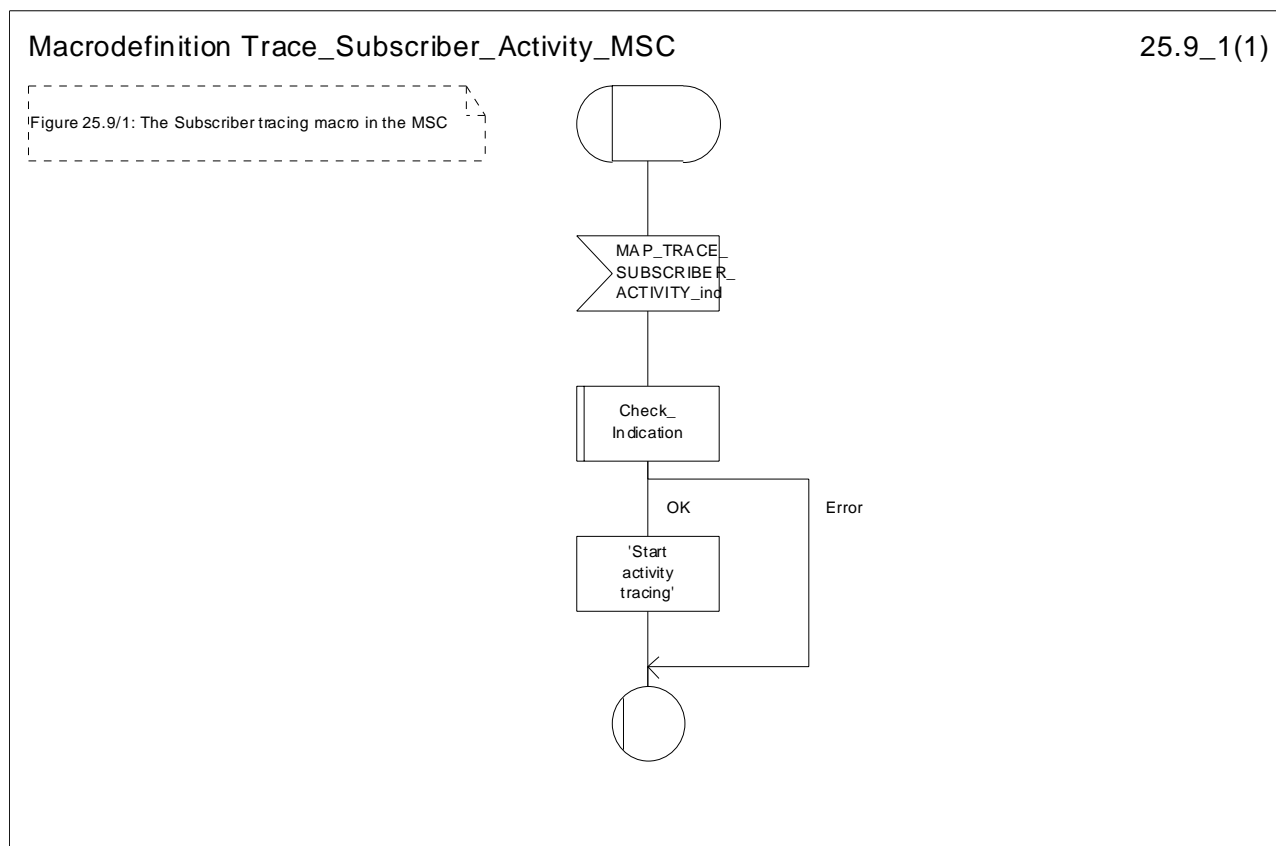 Macrodefinition Trace_Subscriber_Activity_MSC
25.9_1(1)
Figure 25.9/1: The Subscriber tracing macro in the MSC
MAP_TRACE_
SUBSCRIBER_
ACTIVITY_ind
Check_
Indication
OK
Error
'Start
activity
tracing'